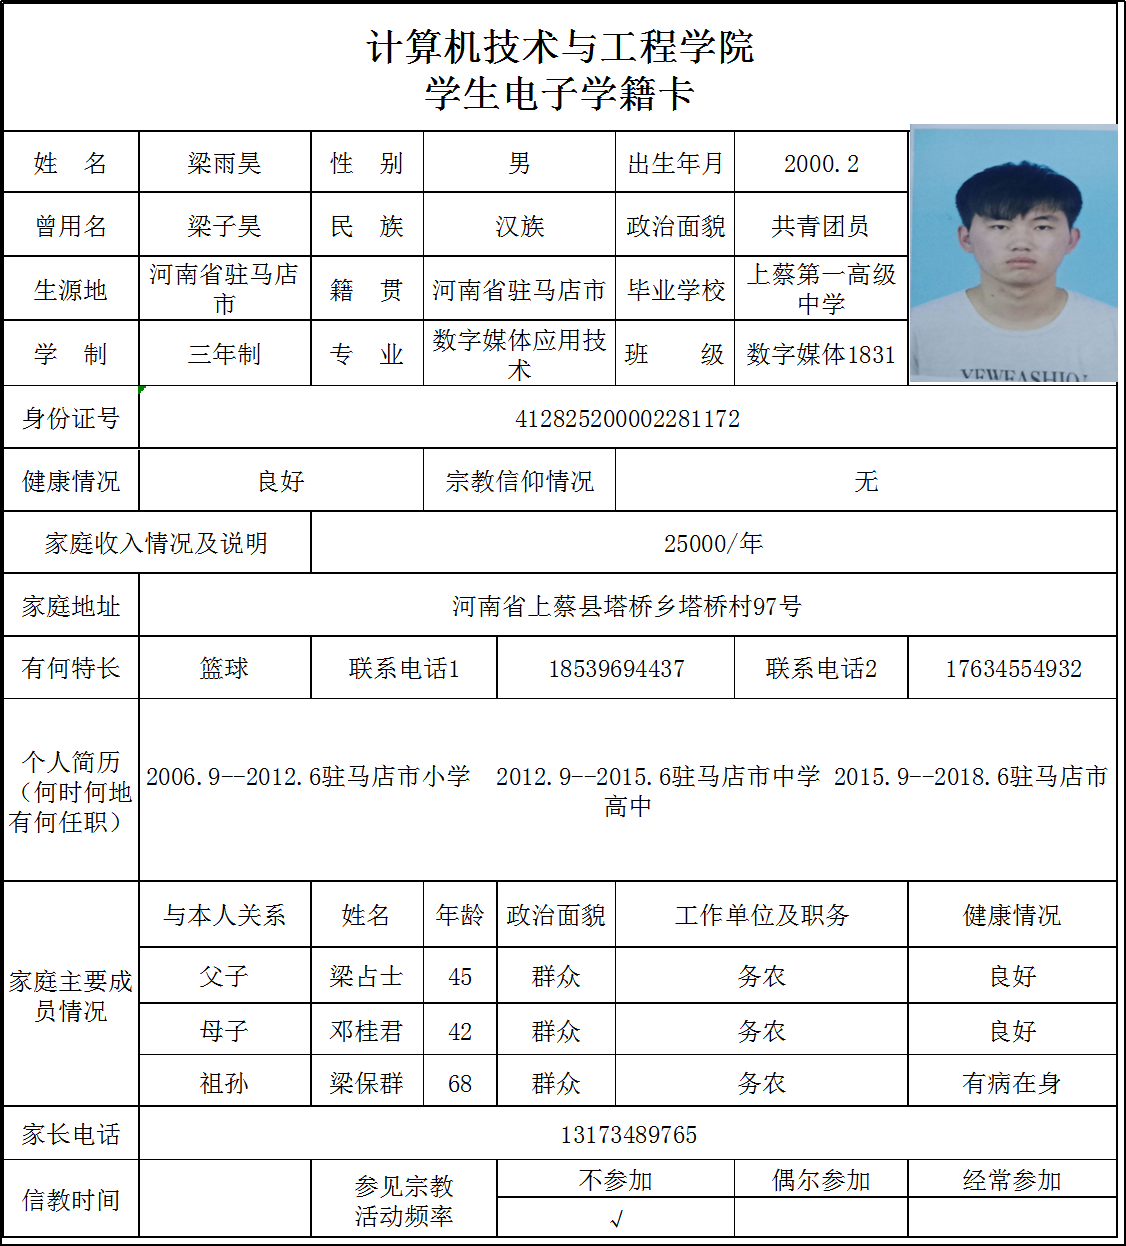 计算机技术与工程学院
学生电子学籍卡
姓 名 梁雨昊 性 别 男 出生年月 2000.2
曾用名 梁子昊 民 族 汉族 政治面貌 共青团员
生源地 河南省驻马店市 籍 贯 河南省驻马店市 毕业学校 上蔡第一高级中学
学 制 三年制 专 业 数字媒体应用技术 班 级 数字媒体1831
YEWFASHIO
身份证号 412825200002281172
健康情况 良好 宗教信仰情况 无
家庭收入情况及说明 25000/年
家庭地址 河南省上蔡县塔桥乡塔桥村97号
有何特长 篮球 联系电话1 18539694437 联系电话2 17634554932
个人简历
（何时何地
有何任职）
2006.9--2012.6驻马店市小学 2012.9--2015.6驻马店市中学 2015.9--2018.6驻马店市
高中
家庭主要成
员情况
与本人关系 姓名 年龄 政治面貌 工作单位及职务 健康情况
父子 梁占士 45 群众 务农 良好
母子 邓桂君 42 群众 务农 良好
祖孙 梁保群 68 群众 务农 有病在身
家长电话 13173489765
信教时间 参见宗教
活动频率
不参加 偶尔参加 经常参加
√